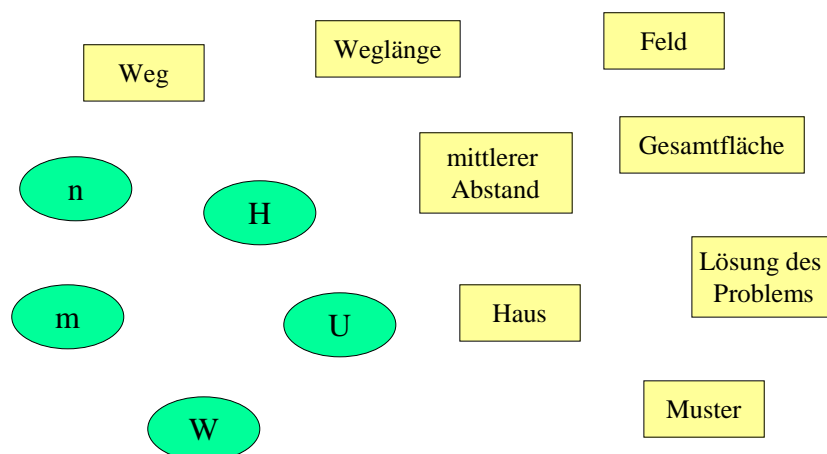 Feld
Weglänge
Weg
Gesamtfläche
mittlerer
Abstand
n
H
Lösung des
Problems
m
U
Haus
Muster
W